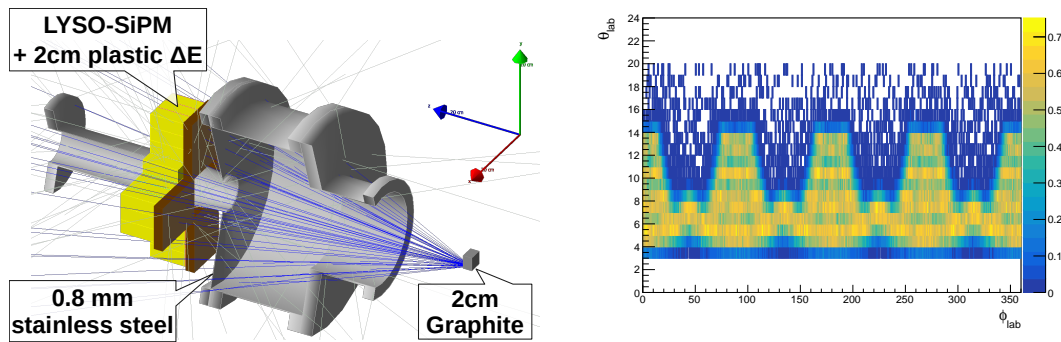 LYSO-SiPM
+ 2cm plastic ΔE
0.8 mm
stainless steel
2cm
Graphite
z
z
x
20 cm
θlab
24
22
20
18
16
14
12
10
8
6
4
2
0
0 50 100 150 200 250 300 350
ϕlab
0.7
0.6
0.5
0.4
0.3
0.2
0.1
0